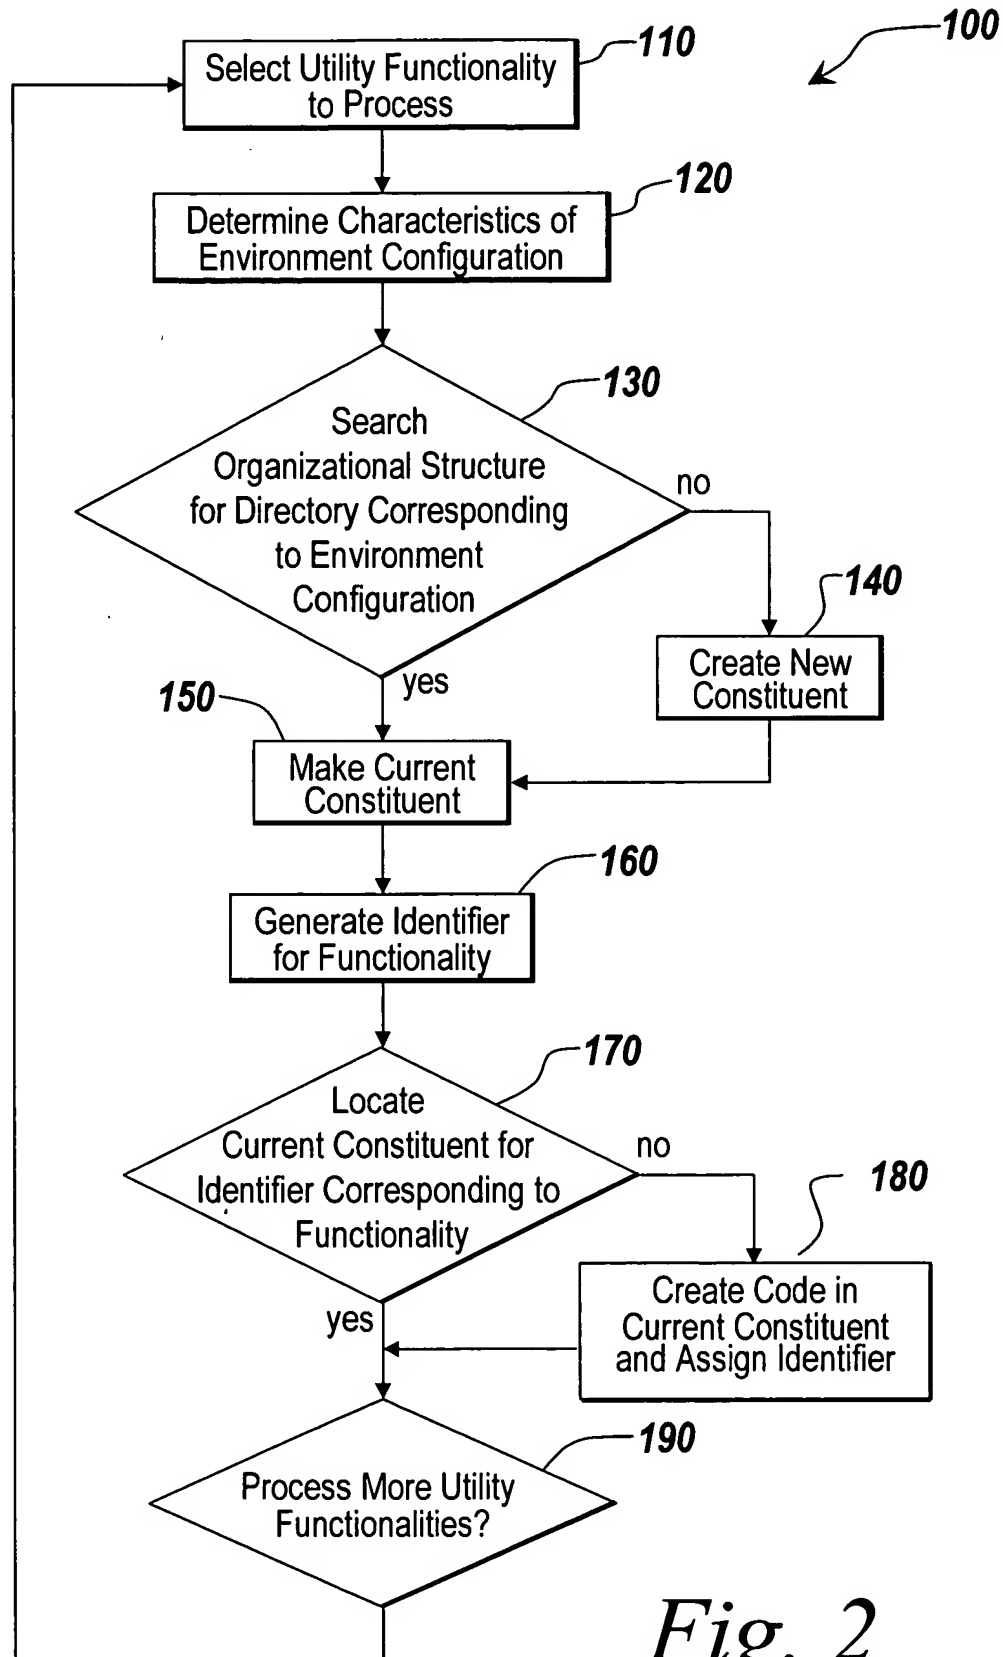 100
110
Select Utility Functionality
to Process
120
Determine Characteristics of
Environment Configuration
130
Search
Organizational Structure
for Directory Corresponding
to Environment
Configuration
no
140
Create New
Constituent
yes
150
Make Current
Constituent
160
Generate Identifier
for Functionality
170
Locate
Current Constituent for
Identifier Corresponding to
Functionality
no
180
Create Code in
Current Constituent
and Assign Identifier
yes
190
Process More Utility
Functionalities?
Fig. 2